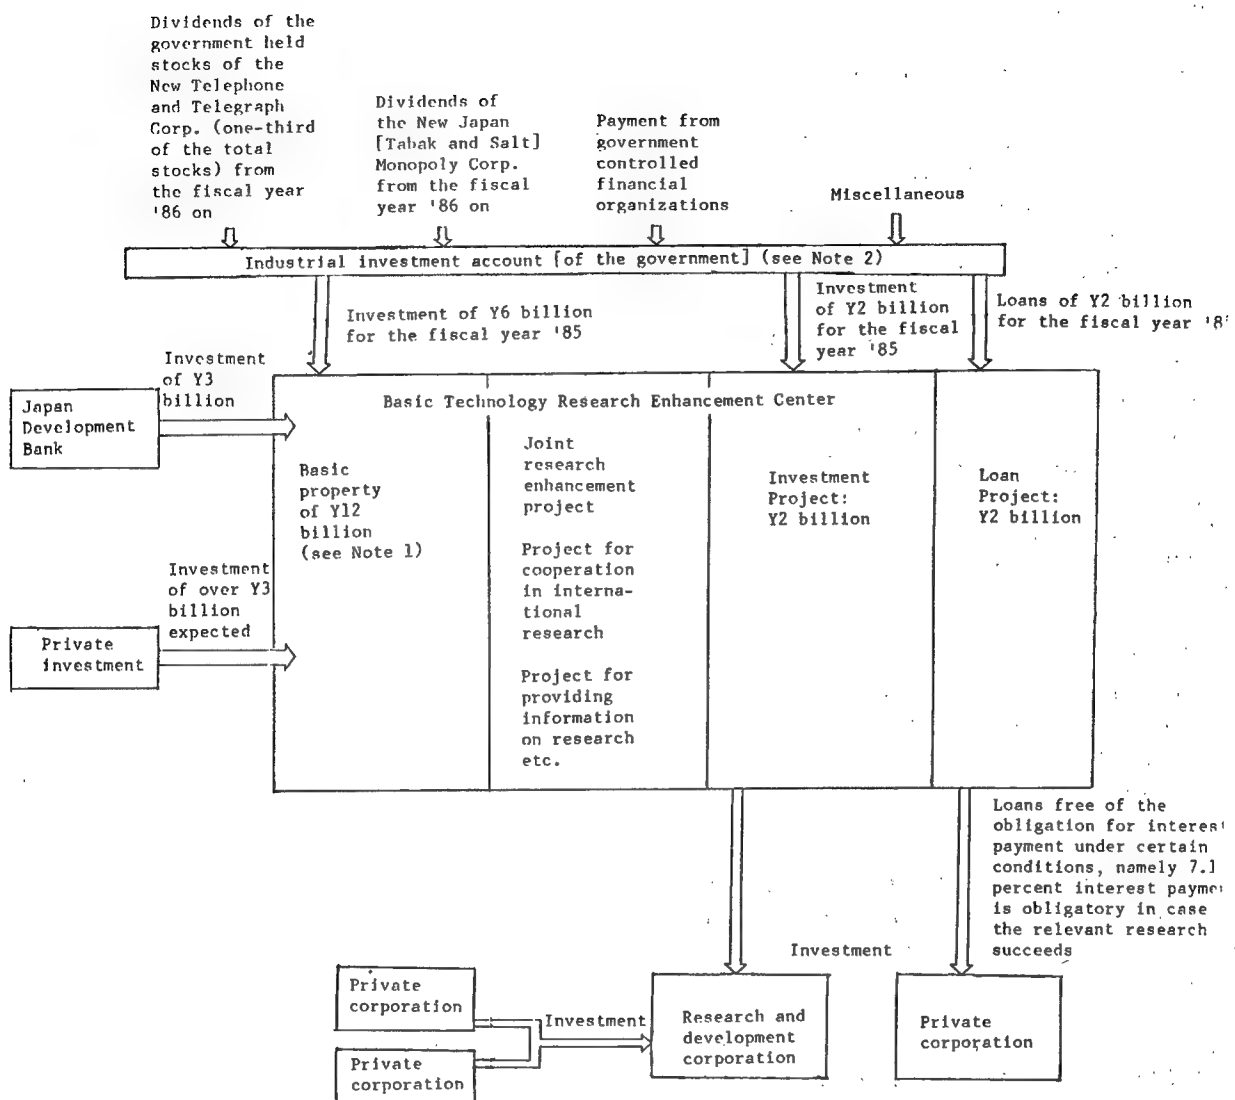 Dividends of the
government held
stocks of the
New Telephone
and Telegraph
Corp. (one-third
of the total
stocks) from
the fiscal year
'86 on
Dividends of
the New Japan
[Tabak and Salt]
Monopoly Corp.
from the fiscal
year '86 on
Payment from
government
controlled
financial
organizations
Miscellaneous
Industrial investment account [of the government] (see Note 2)
Investment of Y6 billion
for the fiscal year '85
Investment
of Y2 billion
for the fiscal
year '85
Loans of Y2 billion
for the fiscal year
Investment
of Y3
billion
Japan
Development
Bank
Basic Technology Research Enhancement Center
Basic
property
of Y12
billion
(see Note 1)
Joint
research
enhancement
project
Project for
cooperation
in interna-
tional
research
Project for
providing
information
on research
etc.
Investment
Project:
Y2 billion
Loan
Project:
Y2 billion
Investment
of over Y3
billion
expected
Private
investment
Loans free of the
obligation for interest
payment under certain
conditions, namely 7.1
percent interest
is obligatory in case
the relevant research
succeeds
Investment
Private
corporation
Private
corporation
Investment
Research and
development
corporation
Private
corporation